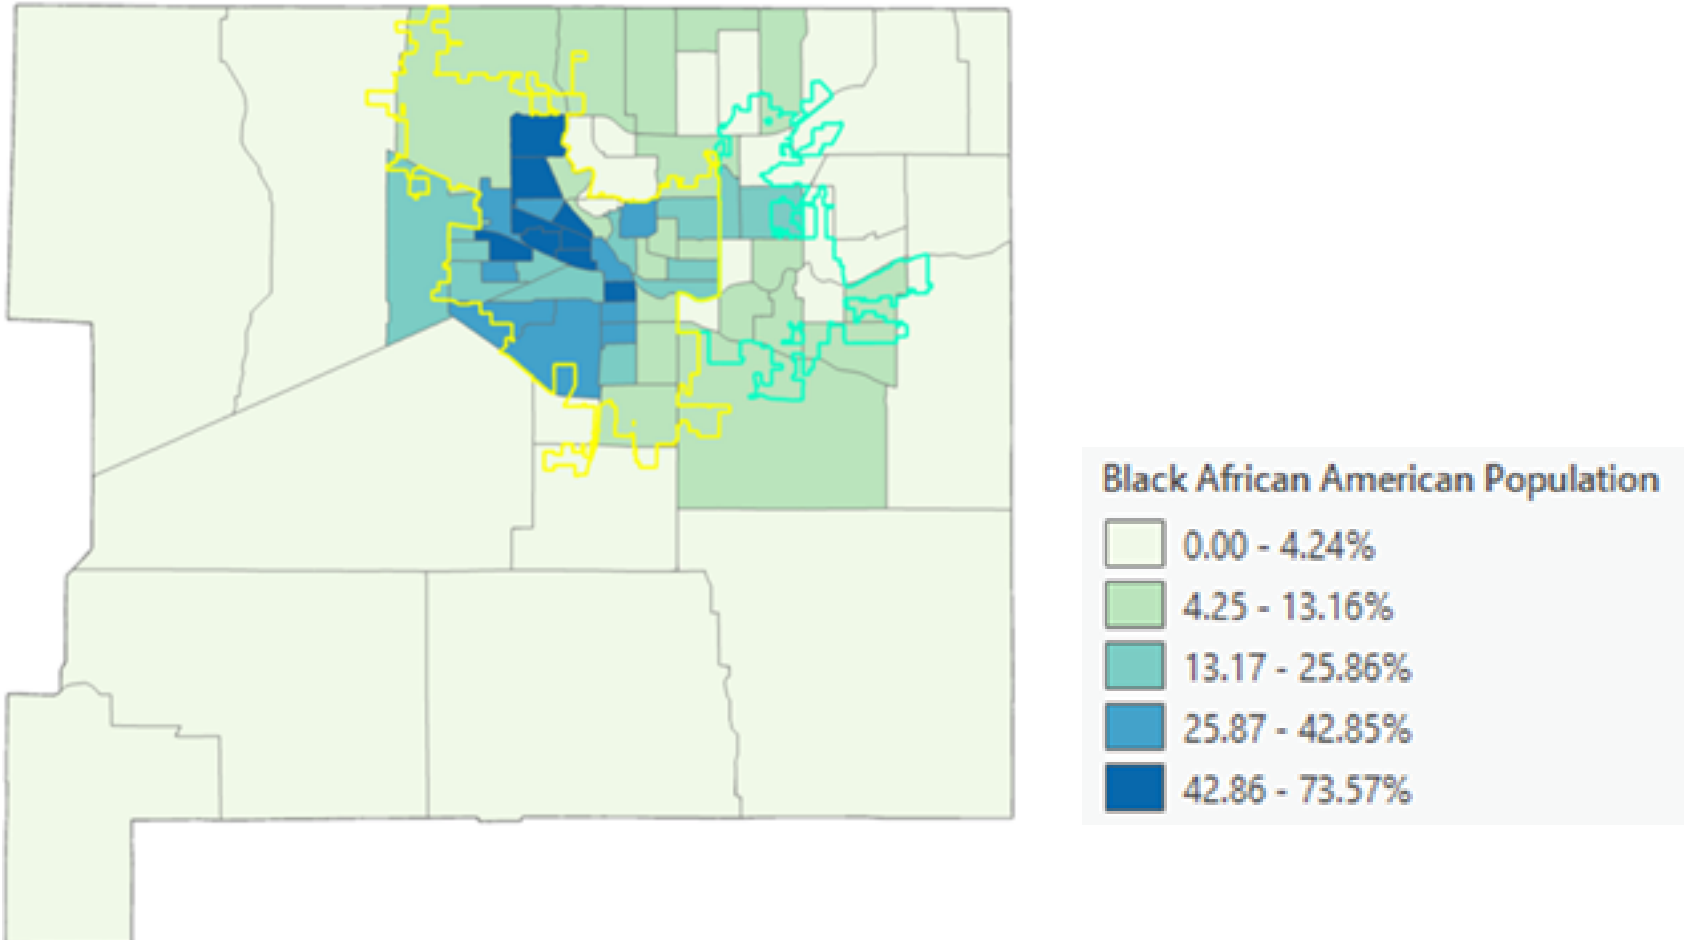 Black African American Population
0.00 - 4.24%
4.25 - 13.16%
13.17 - 25.86%
25.87 - 42.85%
42.86 - 73.57%